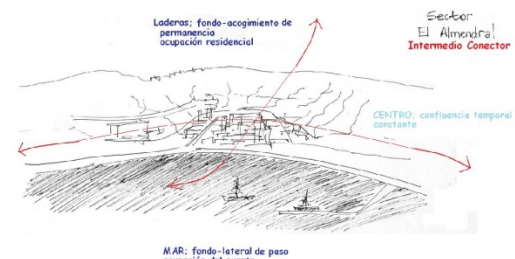 Laderas; fondo-acogimiento de
permanencia
ocupación residencial
Sector
El Almendral
Intermedio Conector
CENTRO; confluencia temporal
constante
MAR; fondo-lateral de paso